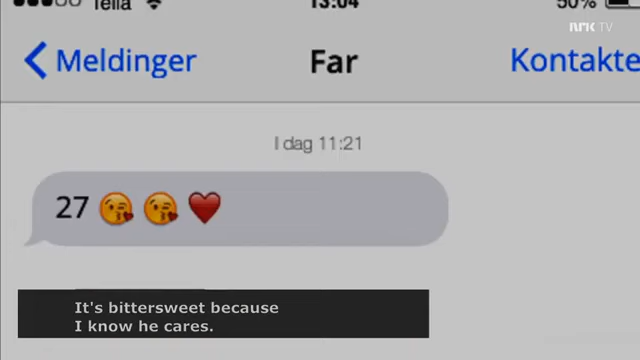 Telia 13:04 50%
NRK TV
Meldinger Far Kontakte
I dag 11:21
27 😘 😘 ❤️
It's bittersweet because
I know he cares.